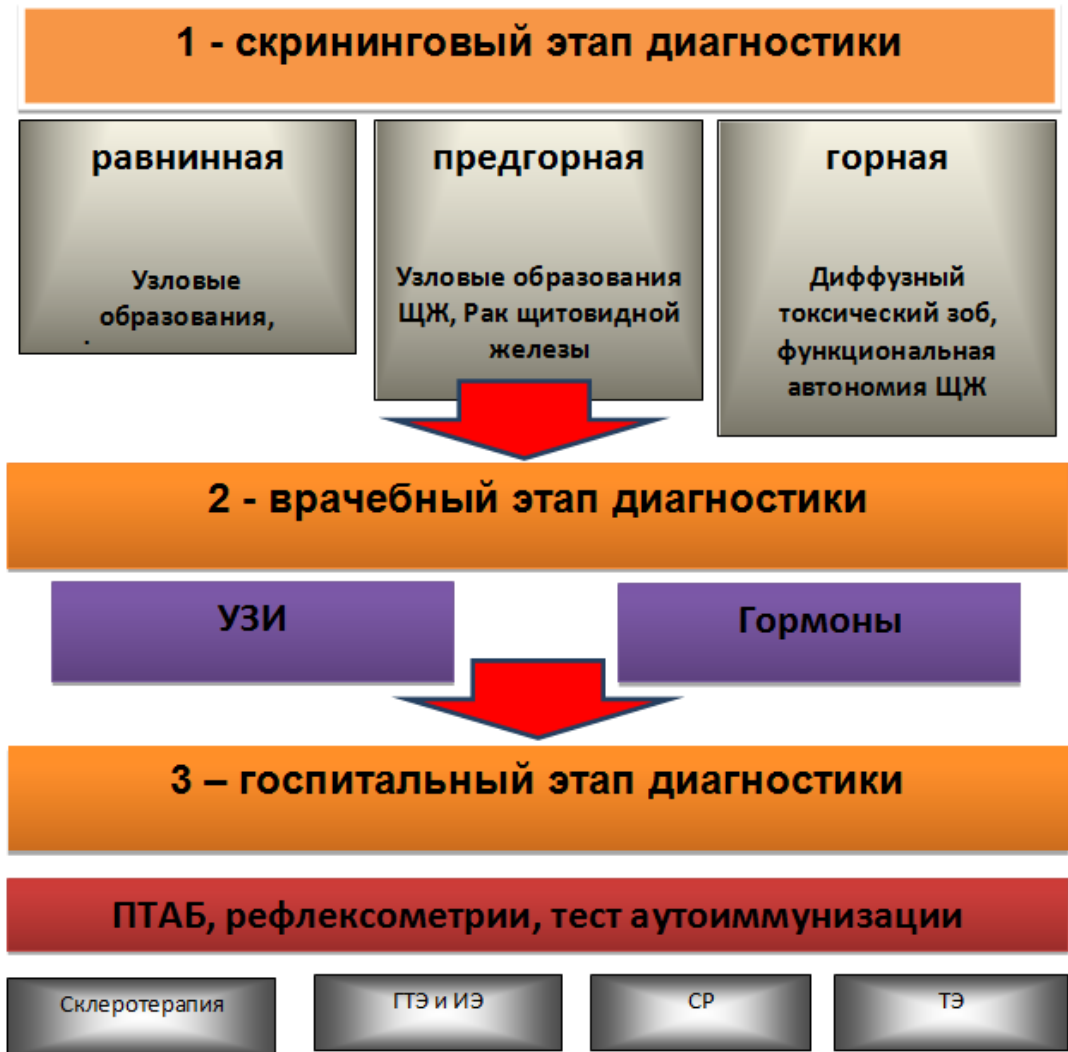 1 - скрининговый этап диагностики
равнинная
Узловые
образования,
предгорная
Узловые образования
ЩЖ, Рак щитовидной
железы
горная
Диффузный
токсический зоб,
функциональная
автономия ЩЖ
2 - врачебный этап диагностики
УЗИ
Гормоны
3 – госпитальный этап диагностики
ПТАБ, рефлексометрии, тест аутоиммунизации
Склеротерапия
ГТЭ и ИЭ
СР
ТЭ